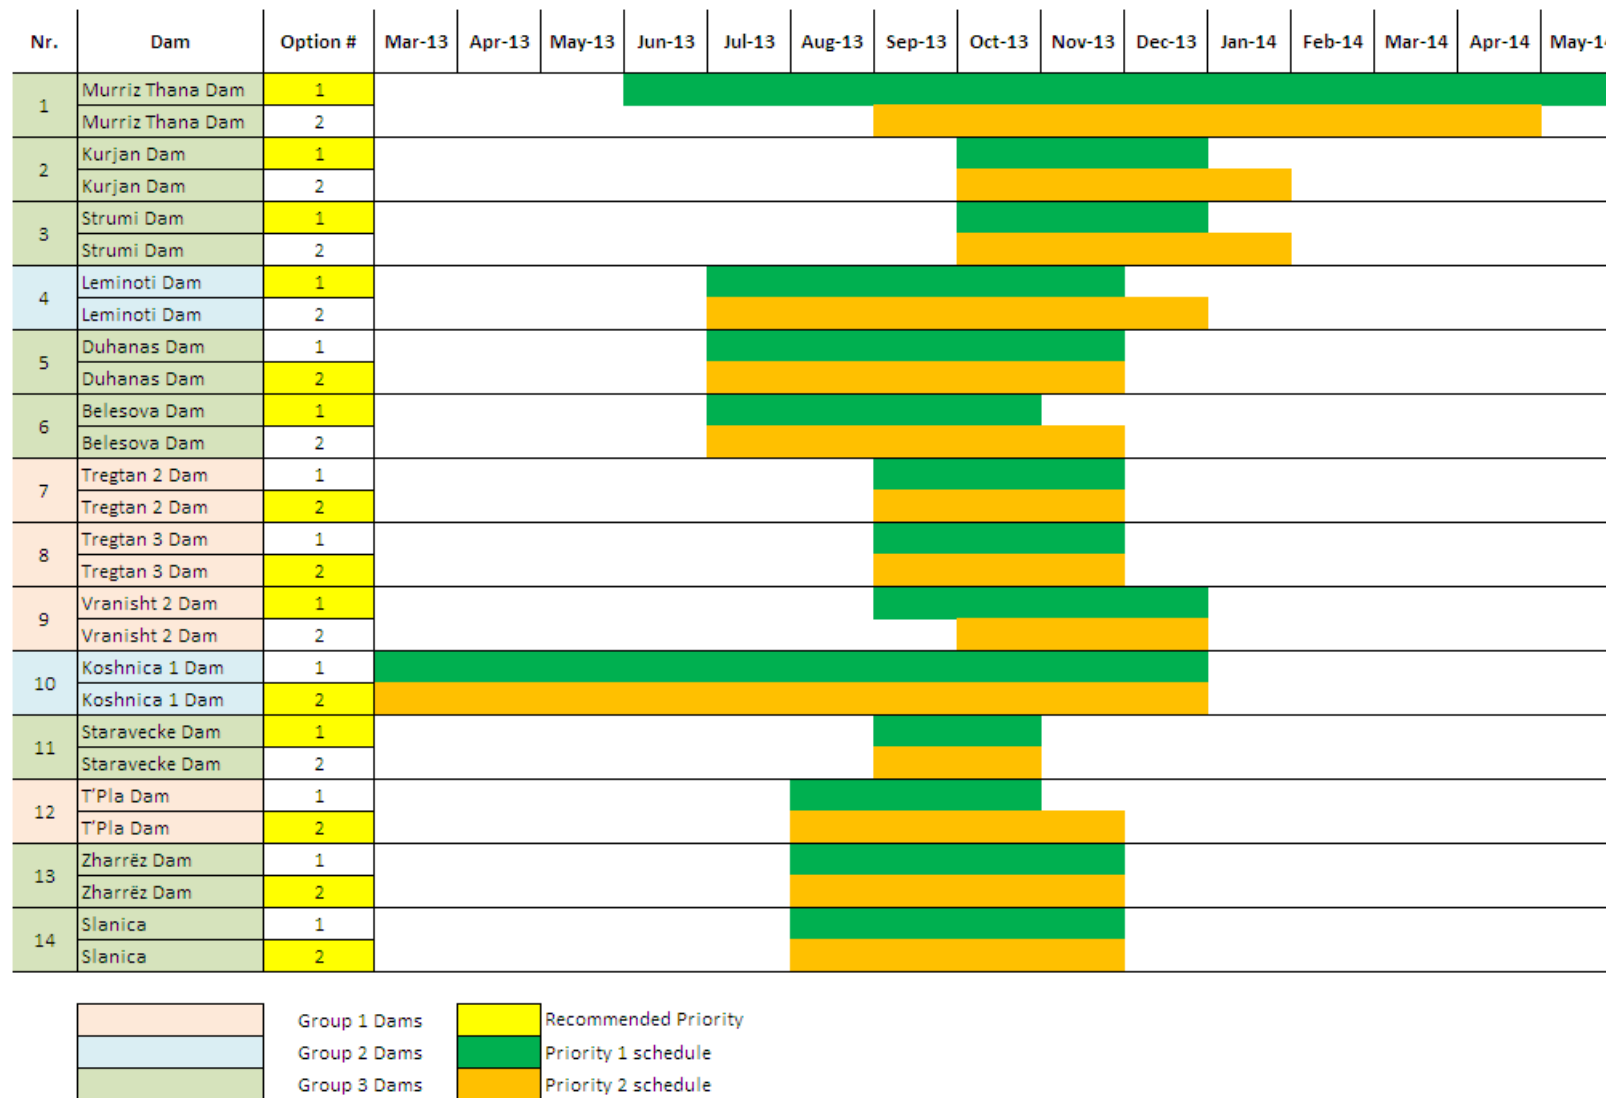 Nr. Dam Option # Mar-13 Apr-13 May-13 Jun-13 Jul-13 Aug-13 Sep-13 Oct-13 Nov-13 Dec-13 Jan-14 Feb-14 Mar-14 Apr-14 May-14
1 Murriz Thana Dam 1
Murriz Thana Dam 2
2 Kurjan Dam 1
Kurjan Dam 2
3 Strumi Dam 1
Strumi Dam 2
4 Leminoti Dam 1
Leminoti Dam 2
5 Duhanas Dam 1
Duhanas Dam 2
6 Belesova Dam 1
Belesova Dam 2
7 Tregtan 2 Dam 1
Tregtan 2 Dam 2
8 Tregtan 3 Dam 1
Tregtan 3 Dam 2
9 Vranisht 2 Dam 1
Vranisht 2 Dam 2
10 Koshnica 1 Dam 1
Koshnica 1 Dam 2
11 Staravecke Dam 1
Staravecke Dam 2
12 T'Pla Dam 1
T'Pla Dam 2
13 Zharrëz Dam 1
Zharrëz Dam 2
14 Slanica 1
Slanica 2
Group 1 Dams Recommended Priority
Group 2 Dams Priority 1 schedule
Group 3 Dams Priority 2 schedule